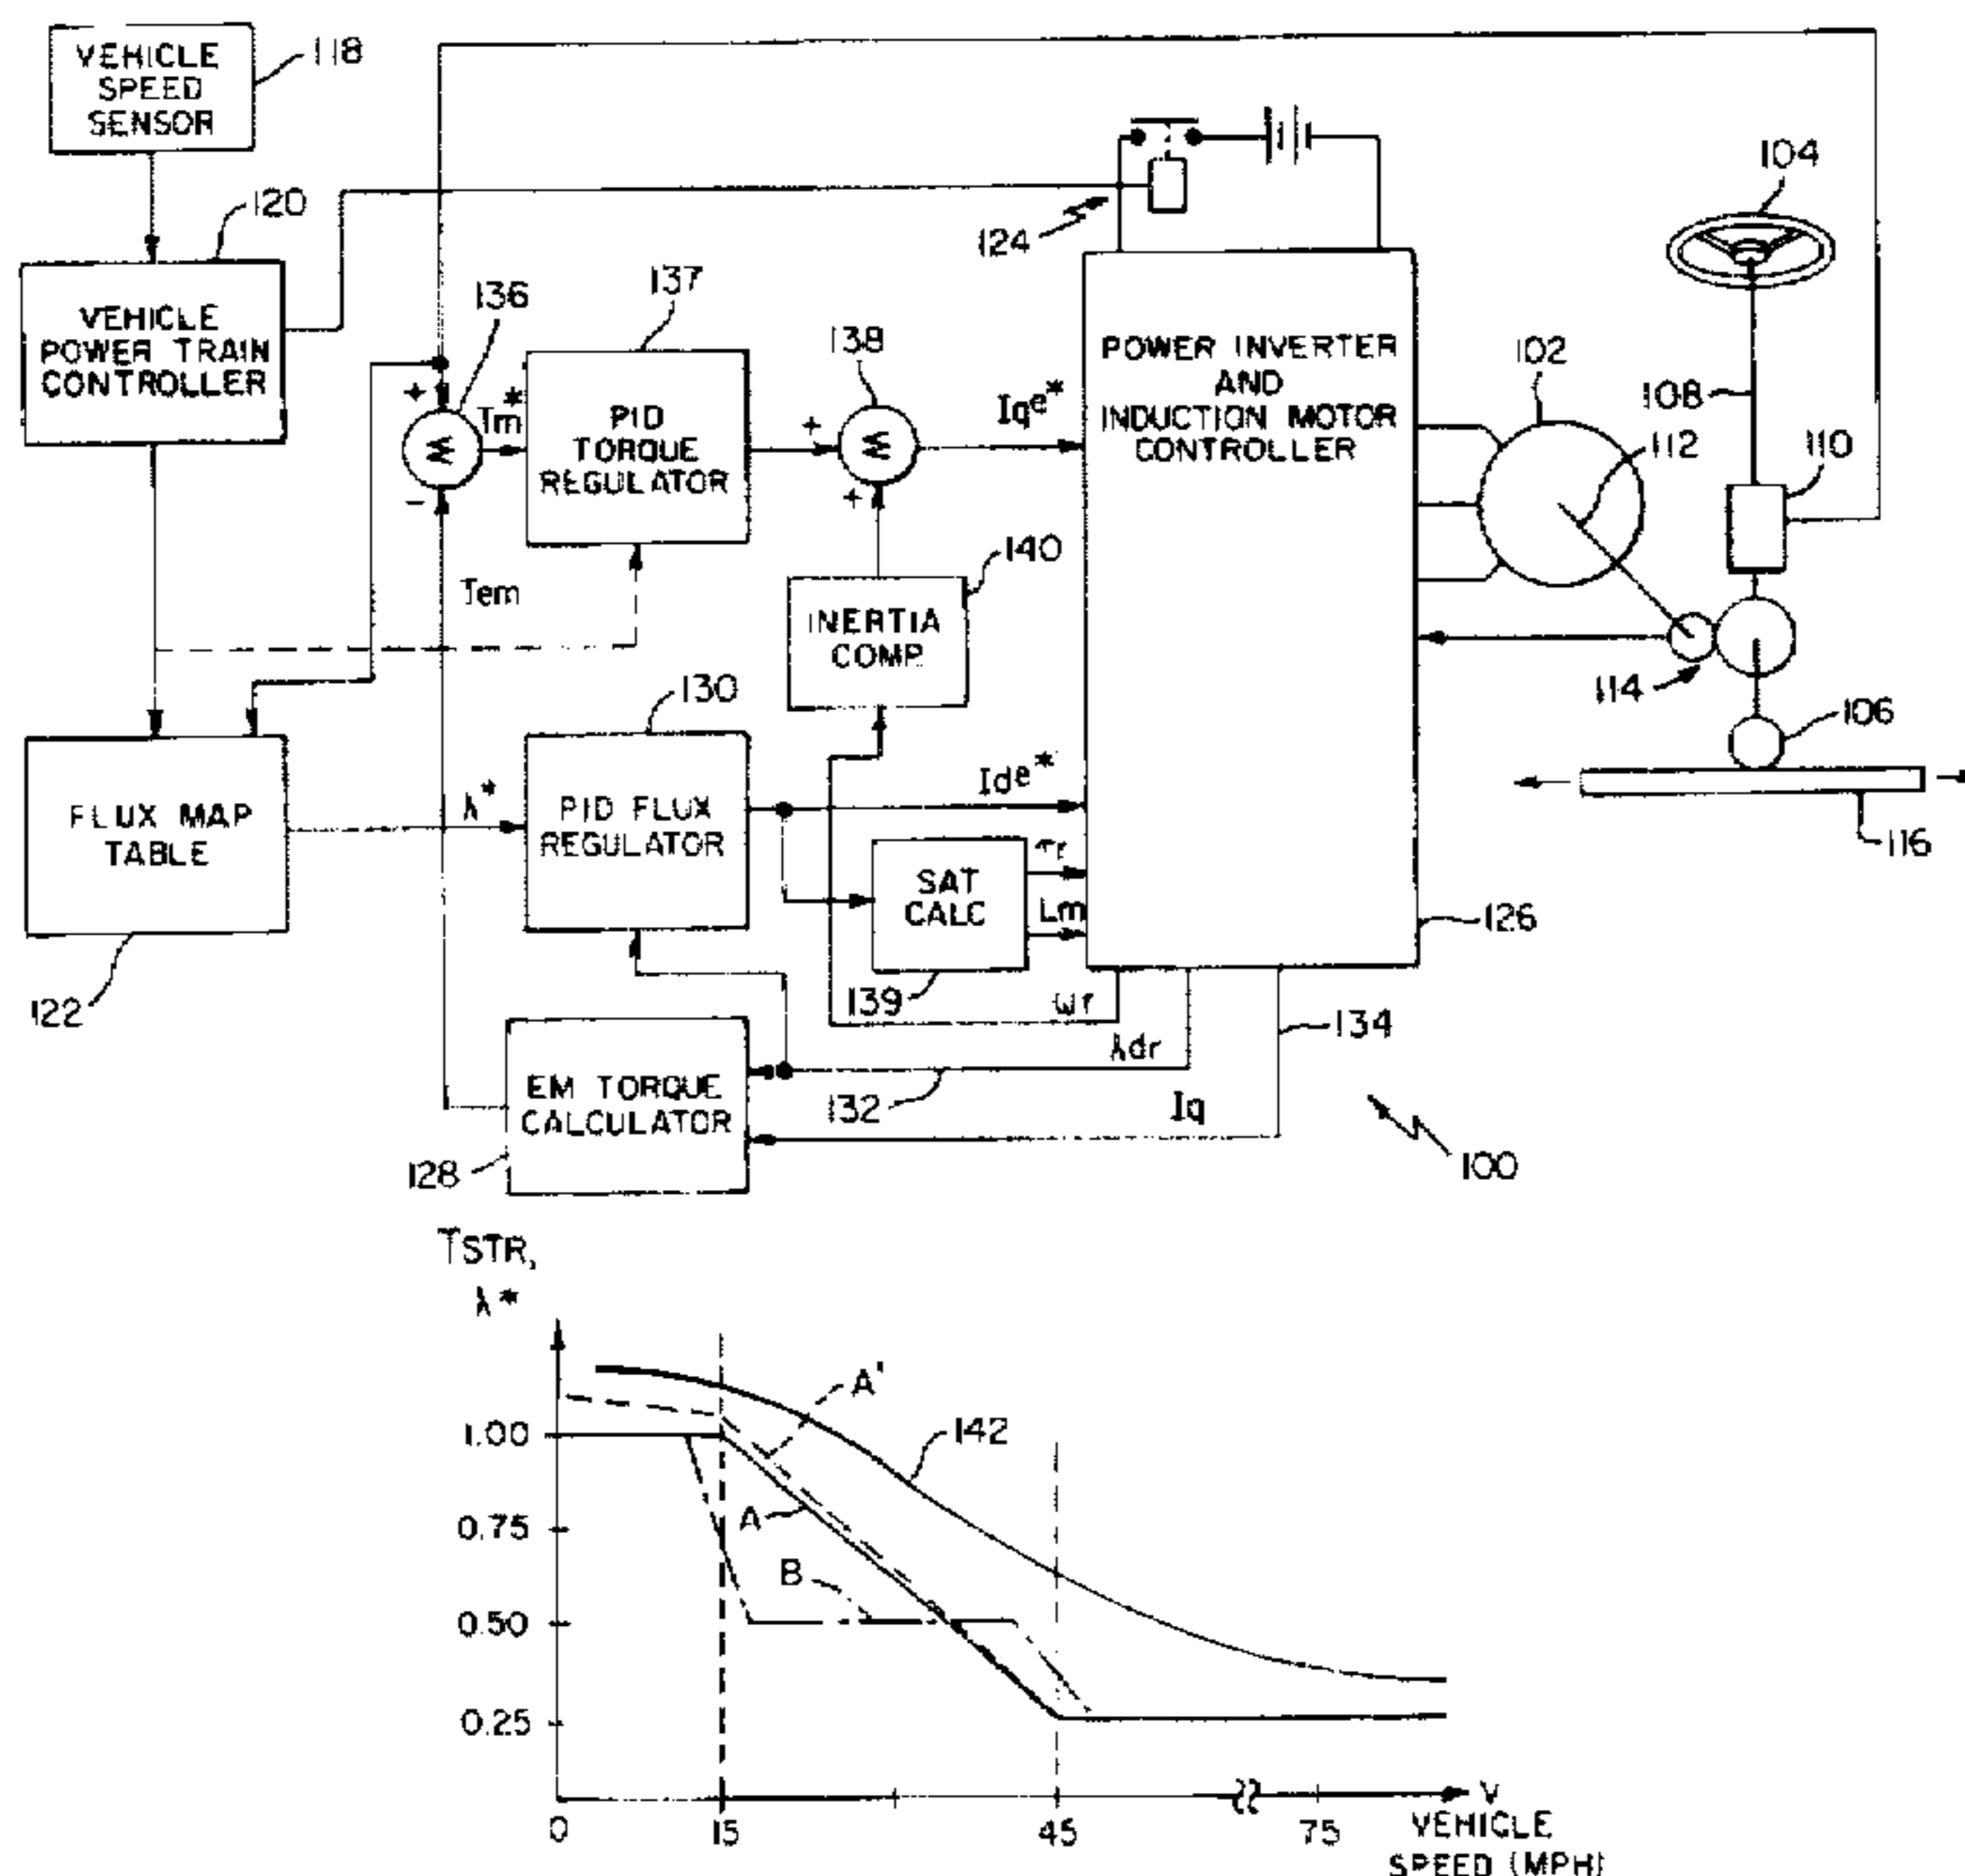 VEHICLE
SPEED
SENSOR
118
120
VEHICLE
POWER TRAIN
CONTROLLER
124
104
136
137
138
+
Tm*
-
PID
TORQUE
REGULATOR
+
+
Iqe*
POWER INVERTER
AND
INDUCTION MOTOR
CONTROLLER
102
108
112
110
Tem
140
INERTIA
COMP
114
106
116
130
λ*
PID FLUX
REGULATOR
Ide*
FLUX MAP
TABLE
122
SAT
CALC
τr
Lm
139
126
ωr
λdr
134
132
Iq
EM TORQUE
CALCULATOR
128
100
TSTR,
λ*
A'
142
1.00
A
0.75
B
0.50
0.25
0
15
45
75
V
VEHICLE
SPEED (MPH)